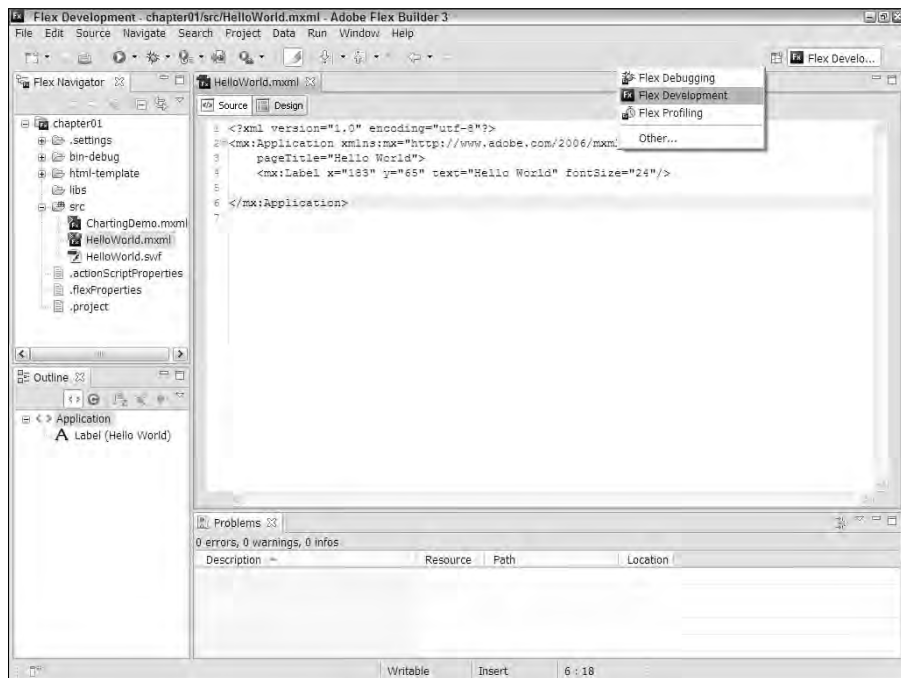 Flex Development - chapter01/src/HelloWorld.mxml - Adobe Flex Builder 3
File Edit Source Navigate Search Project Data Run Window Help
Flex Develo...
Flex Navigator
HelloWorld.mxml
Flex Debugging
Flex Development
Flex Profiling
Other...
Source Design
chapter01
.settings
bin-debug
html-template
libs
src
ChartingDemo.mxml
HelloWorld.mxml
HelloWorld.swf
.actionScriptProperties
.flexProperties
.project
1 <?xml version="1.0" encoding="utf-8"?>
2 <mx:Application xmlns:mx="http://www.adobe.com/2006/mxm
3 pageTitle="Hello World">
4 <mx:Label x="183" y="65" text="Hello World" fontSize="24"/>
5
6 </mx:Application>
7
Outline
Application
A Label (Hello World)
Problems
0 errors, 0 warnings, 0 infos
Description Resource Path Location
Writable Insert 6 : 18